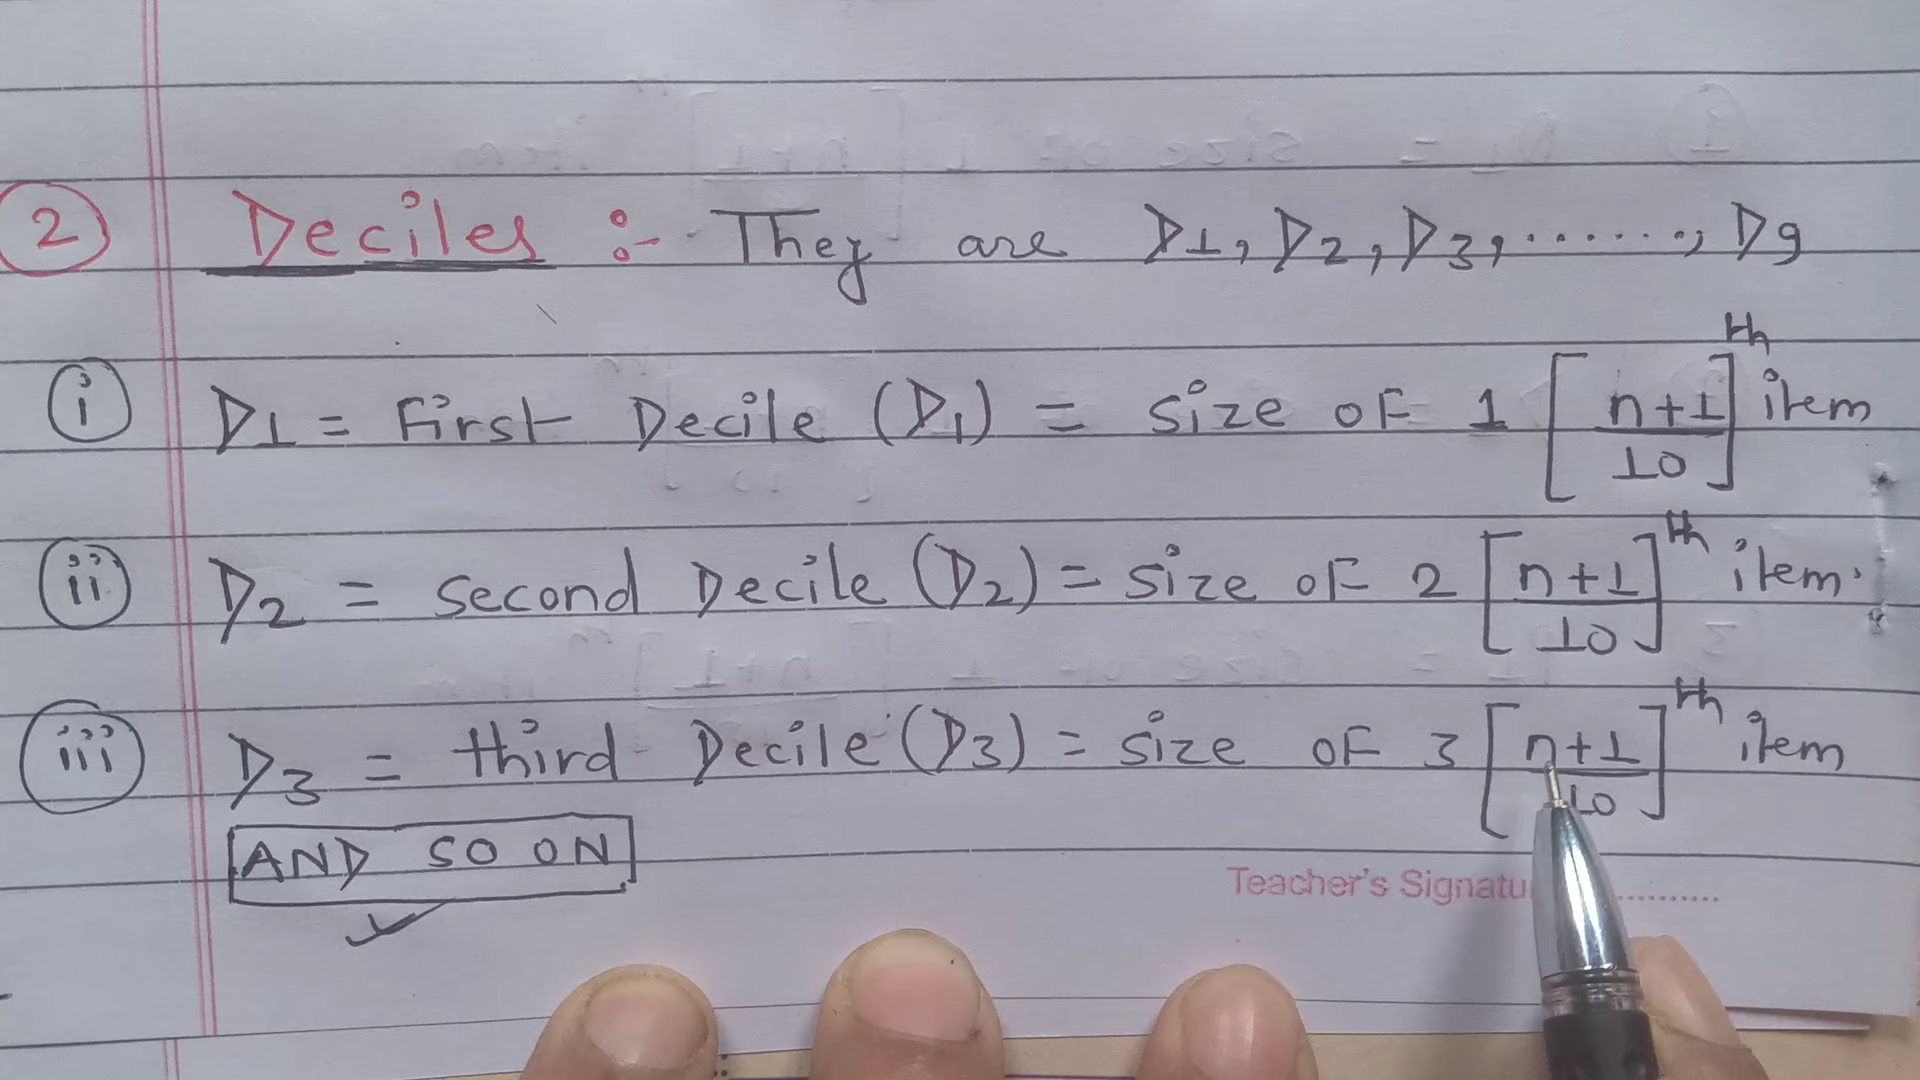 2 Deciles :- They are D1, D2, D3, ......., D9
i D1 = First Decile (D1) = size of 1 [n+1/10]th item
ii D2 = second Decile (D2) = size of 2 [n+1/10]th item.
iii D3 = third Decile (D3) = size of 3 [n+1/10]th item
AND SO ON
Teacher's Signatu..........